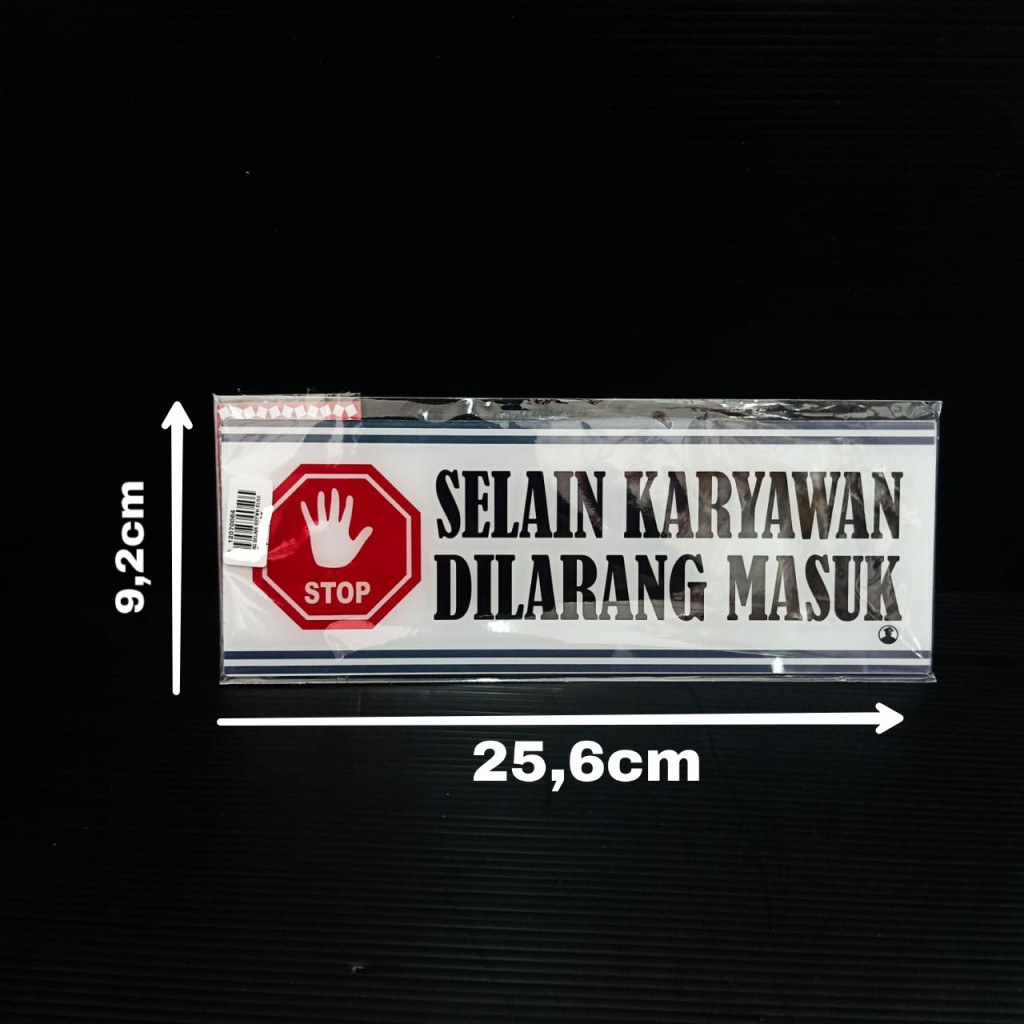 SELAIN KARYAWAN
DILARANG MASUK
STOP
9,2cm
25,6cm